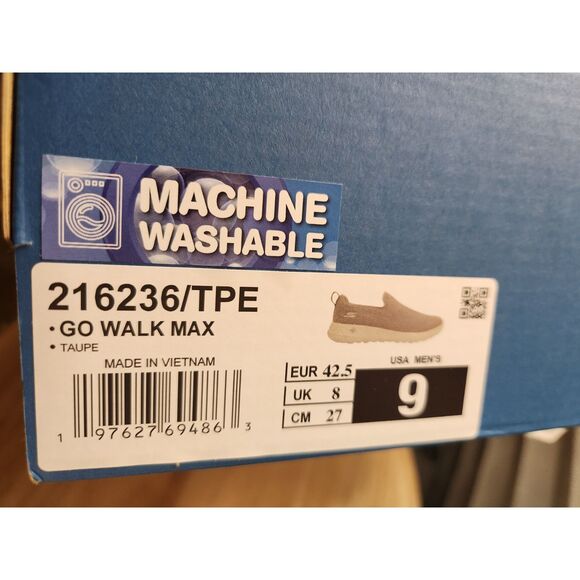 MACHINE
WASHABLE
216236/TPE
• GO WALK MAX
• TAUPE
MADE IN VIETNAM
1 97627 69486 3
EUR 42.5
UK 8
CM 27
USA MEN'S
9